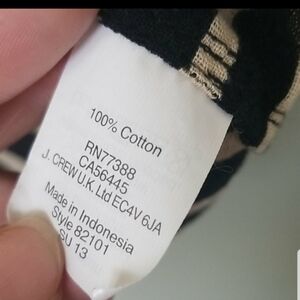 100% Cotton
RN77388
CA56445
J. CREW U.K. Ltd EC4V 6JA
Made in Indonesia
Style 82101
SU 13